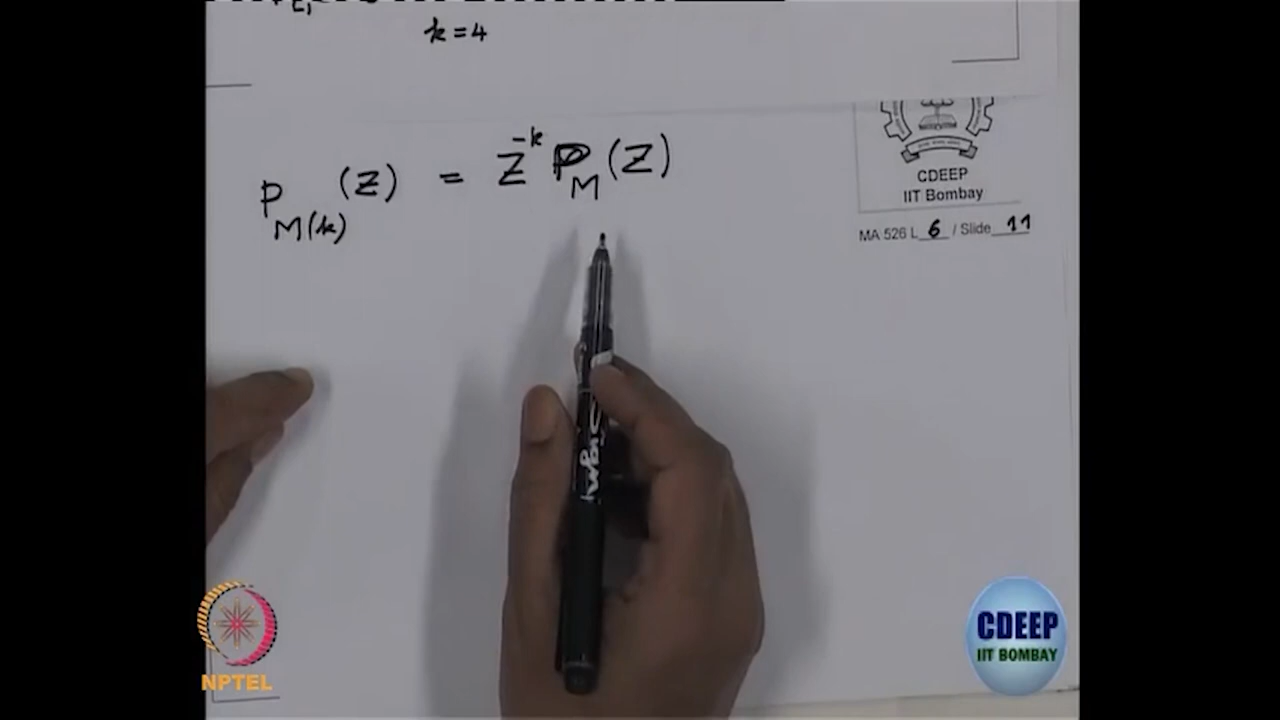 k = 4
P_M(k) (Z) = Z^-k P_M (Z)
CDEEP
IIT Bombay
MA 526 L 6 / Slide 11
NPTEL
CDEEP
IIT BOMBAY